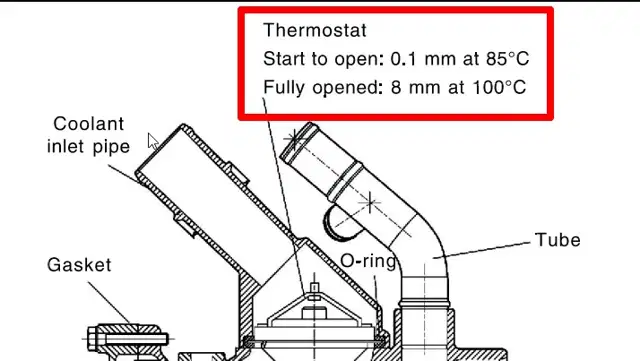 Thermostat
Start to open: 0.1 mm at 85°C
Fully opened: 8 mm at 100°C
Coolant
inlet pipe
Tube
O-ring
Gasket